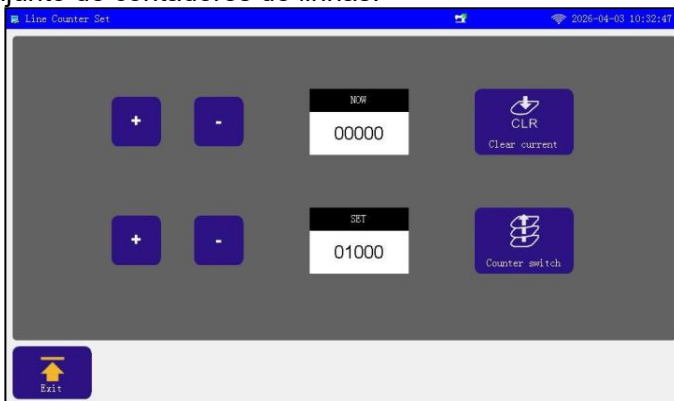 junto de contadores de linhas.
Line Counter Set
2026-04-03 10:32:47
+
-
NOW
00000
CLR
Clear current
+
-
SET
01000
Counter switch
Exit